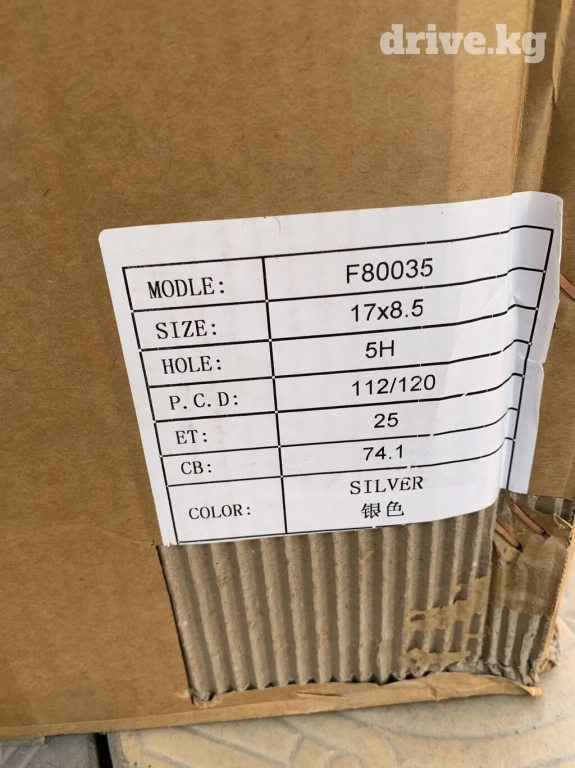 drive.kg
MODLE: F80035
SIZE: 17x8.5
HOLE: 5H
P.C.D: 112/120
ET: 25
CB: 74.1
COLOR: SILVER
银色